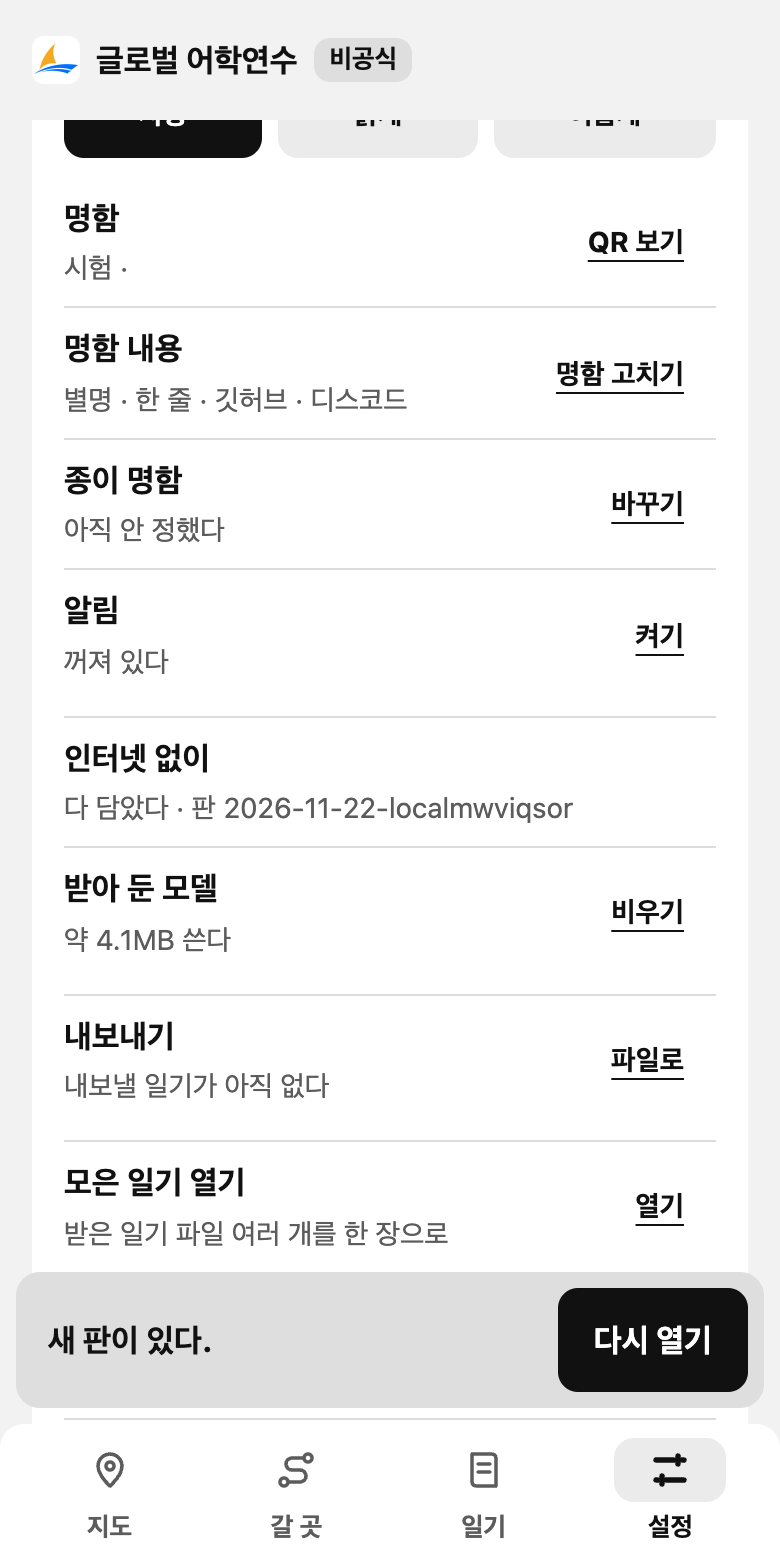 글로벌 어학연수 비공식
명함
시험 ·
QR 보기
명함 내용
별명 · 한 줄 · 깃허브 · 디스코드
명함 고치기
종이 명함
아직 안 정했다
바꾸기
알림
꺼져 있다
켜기
인터넷 없이
다 담았다 · 판 2026-11-22-localmwviqsor
받아 둔 모델
약 4.1MB 쓴다
비우기
내보내기
내보낼 일기가 아직 없다
파일로
모은 일기 열기
받은 일기 파일 여러 개를 한 장으로
열기
새 판이 있다.
다시 열기
지도
갈 곳
일기
설정